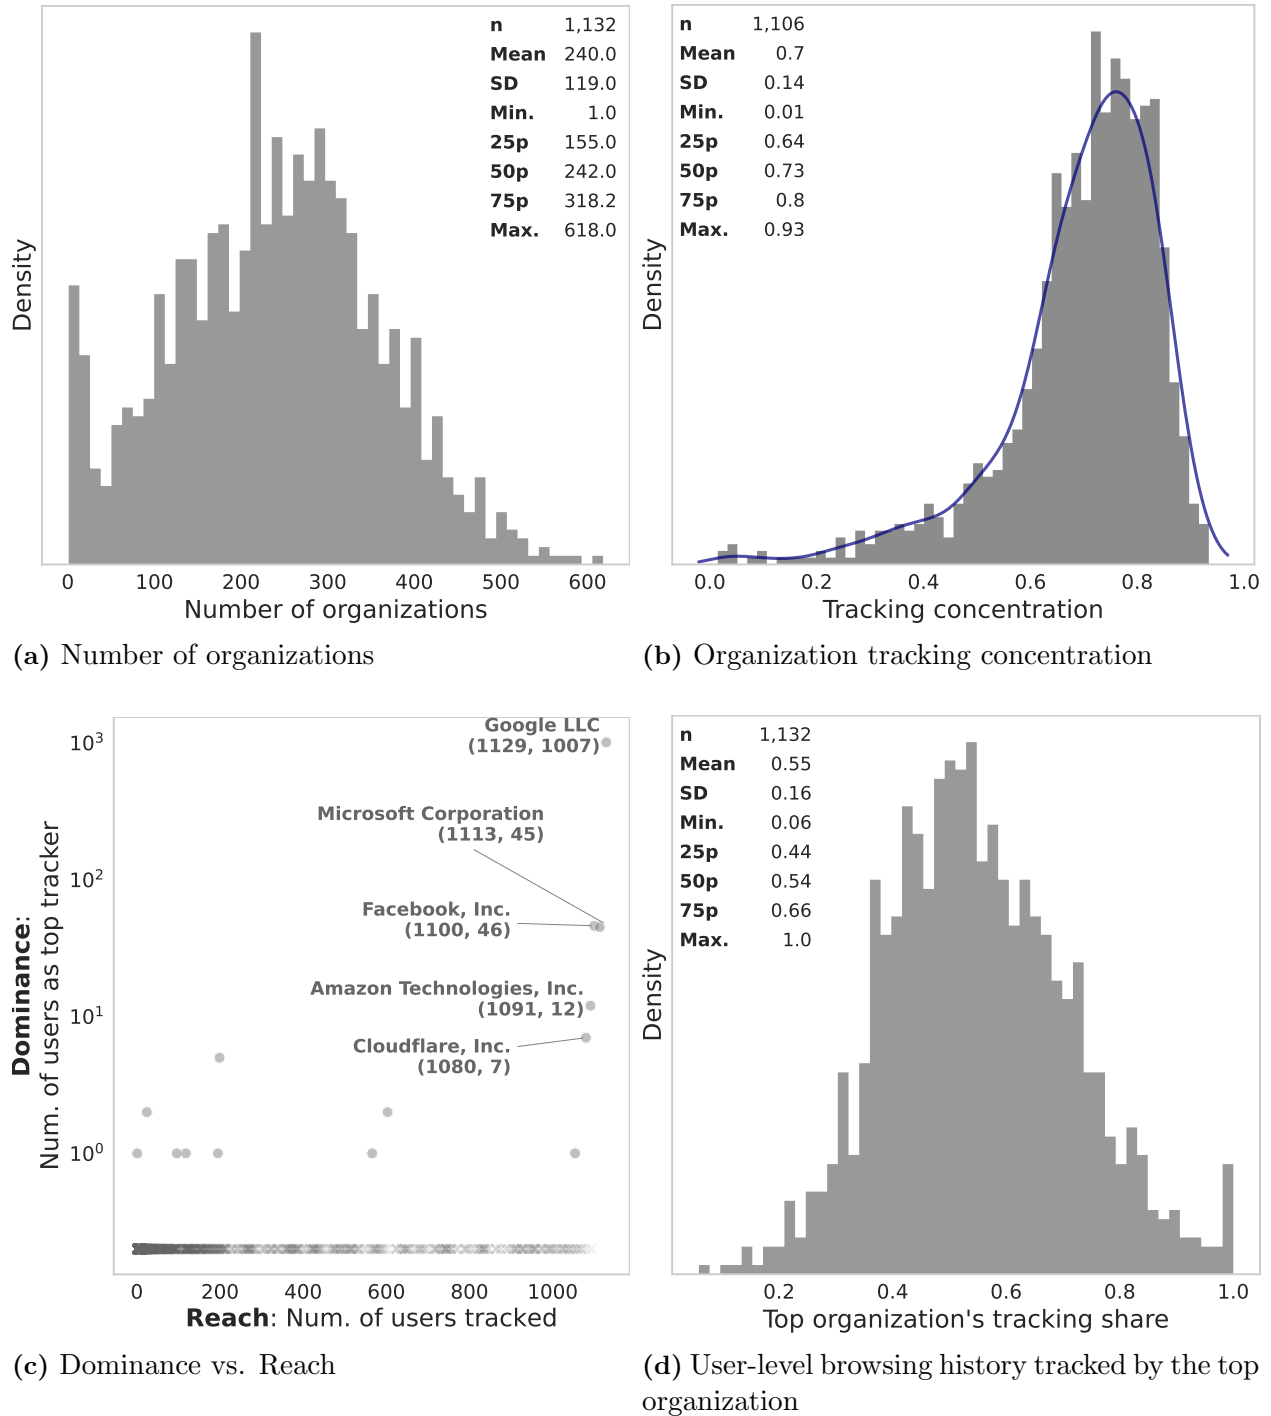 n 1,132
Mean 240.0
SD 119.0
Min. 1.0
25p 155.0
50p 242.0
75p 318.2
Max. 618.0
Density
0 100 200 300 400 500 600
Number of organizations
(a) Number of organizations
n 1,106
Mean 0.7
SD 0.14
Min. 0.01
25p 0.64
50p 0.73
75p 0.8
Max. 0.93
Density
0.0 0.2 0.4 0.6 0.8 1.0
Tracking concentration
(b) Organization tracking concentration
Google LLC
(1129, 1007)
Microsoft Corporation
(1113, 45)
Facebook, Inc.
(1100, 46)
Amazon Technologies, Inc.
(1091, 12)
Cloudflare, Inc.
(1080, 7)
10³
10²
10¹
10⁰
Dominance:
Num. of users as top tracker
0 200 400 600 800 1000
Reach: Num. of users tracked
(c) Dominance vs. Reach
n 1,132
Mean 0.55
SD 0.16
Min. 0.06
25p 0.44
50p 0.54
75p 0.66
Max. 1.0
Density
0.2 0.4 0.6 0.8 1.0
Top organization's tracking share
(d) User-level browsing history tracked by the top
organization